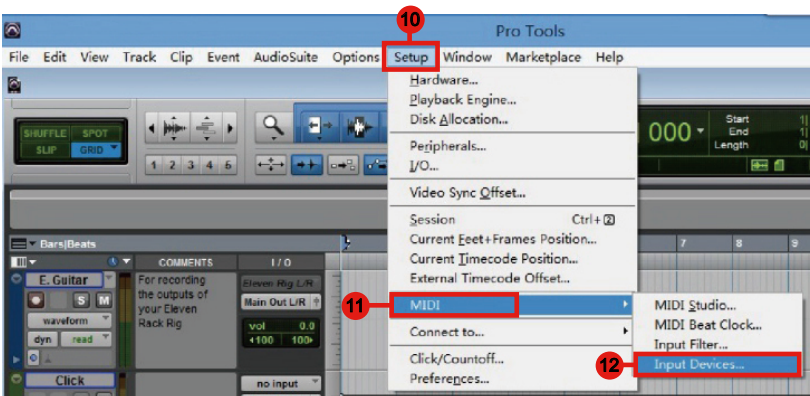 10
Pro Tools
File Edit View Track Clip Event AudioSuite Options Setup Window Marketplace Help
Hardware...
Playback Engine...
Disk Allocation...
Peripherals...
I/O...
Video Sync Offset...
Session Ctrl+2
Current Feet+Frames Position...
Current Timecode Position...
External Timecode Offset...
11
MIDI
Connect to...
Click/Countoff...
Preferences...
MIDI Studio...
MIDI Beat Clock...
Input Filter...
12
Input Devices...
SHUFFLE SPOT
SLIP GRID
1 2 3 4 5
000
Start
End
Length
1|
1|
0|
Bars|Beats
7 8 9
COMMENTS I / O
E. Guitar
S M
waveform
dyn read
For recording
the outputs of
your Eleven
Rack Rig
Eleven Rig L/R
Main Out L/R
vol 0.0
100 100
Click
no input